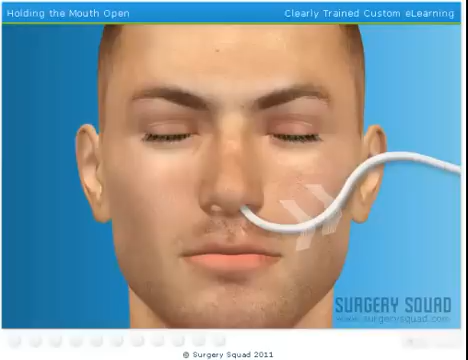 Holding the Mouth Open
Clearly Trained Custom eLearning
SURGERY SQUAD
www.surgerysquad.com
© Surgery Squad 2011